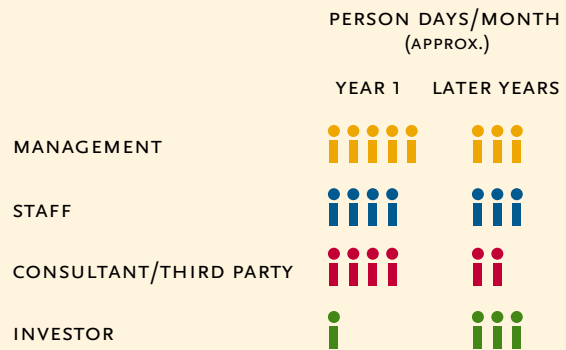 PERSON DAYS/MONTH
(APPROX.)
YEAR 1 LATER YEARS
MANAGEMENT
STAFF
CONSULTANT/THIRD PARTY
INVESTOR